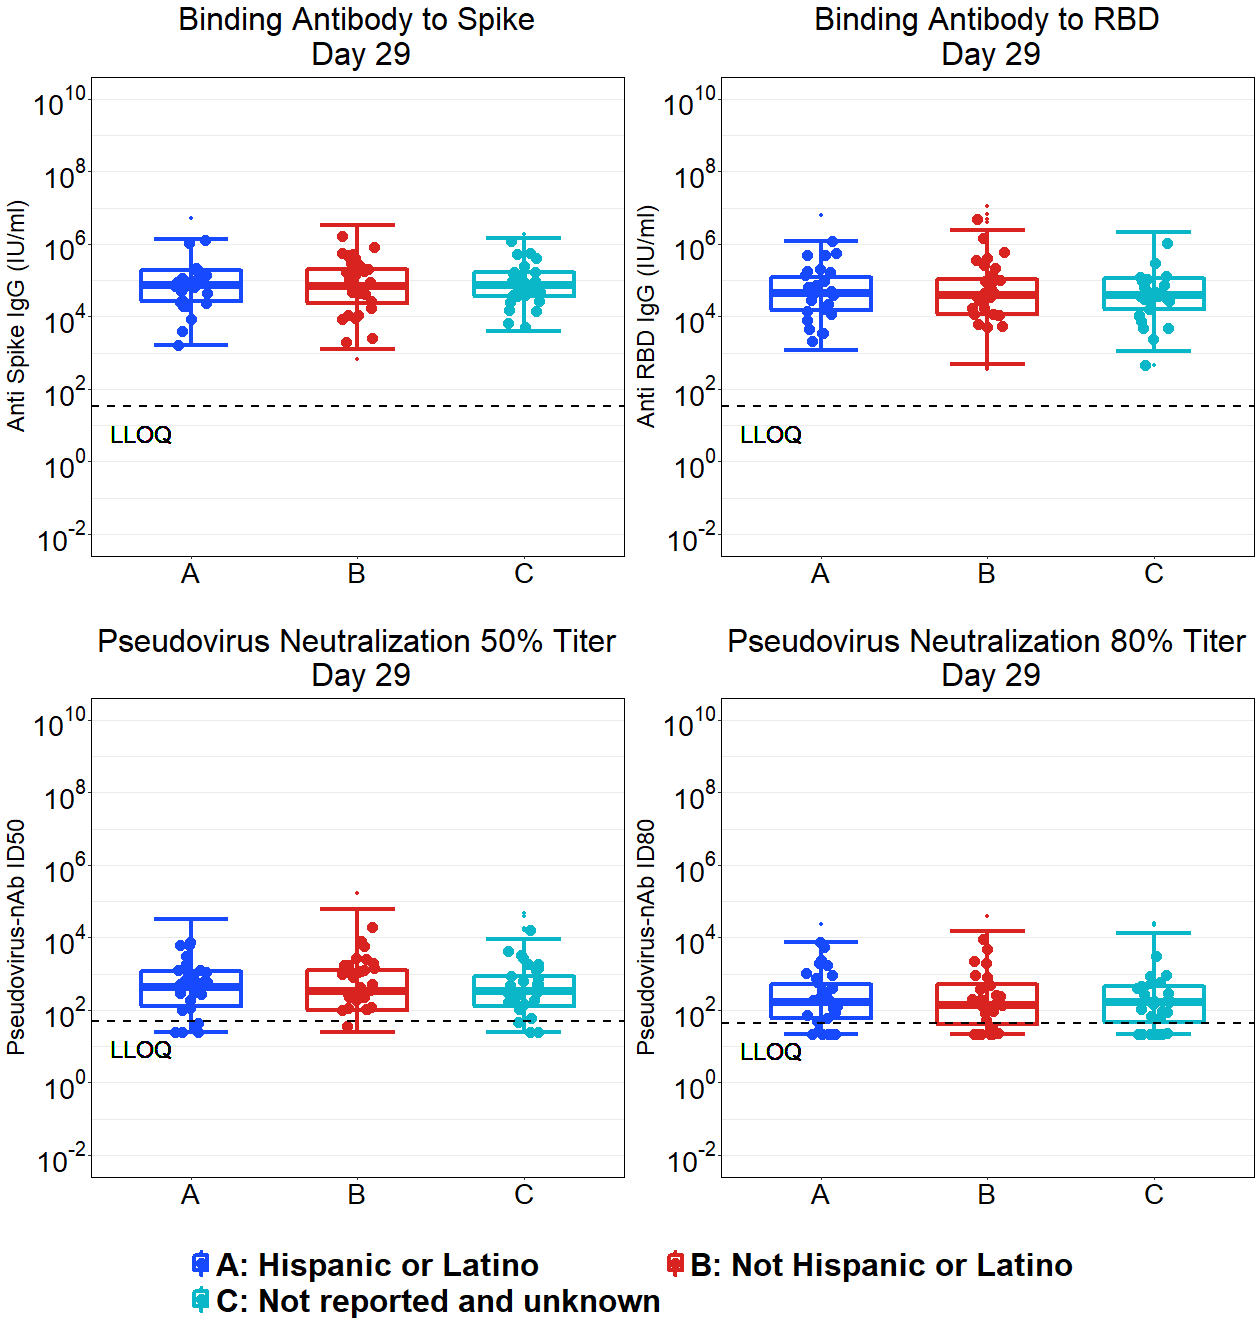 Binding Antibody to Spike
Day 29
Anti Spike IgG (IU/ml)
10^10
10^8
10^6
10^4
10^2
10^0
10^-2
LLOQ
A B C
Binding Antibody to RBD
Day 29
Anti RBD IgG (IU/ml)
10^10
10^8
10^6
10^4
10^2
10^0
10^-2
LLOQ
A B C
Pseudovirus Neutralization 50% Titer
Day 29
Pseudovirus-nAb ID50
10^10
10^8
10^6
10^4
10^2
10^0
10^-2
LLOQ
A B C
Pseudovirus Neutralization 80% Titer
Day 29
Pseudovirus-nAb ID80
10^10
10^8
10^6
10^4
10^2
10^0
10^-2
LLOQ
A B C
A: Hispanic or Latino
B: Not Hispanic or Latino
C: Not reported and unknown